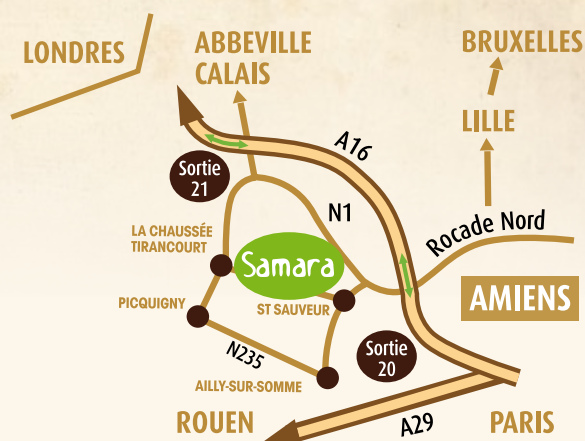 LONDRES
ABBEVILLE
CALAIS
BRUXELLES
LILLE
A16
Sortie
21
N1
Rocade Nord
LA CHAUSSÉE
TIRANCOURT
Samara
AMIENS
PICQUIGNY
ST SAUVEUR
N235
Sortie
20
AILLY-SUR-SOMME
ROUEN
A29
PARIS